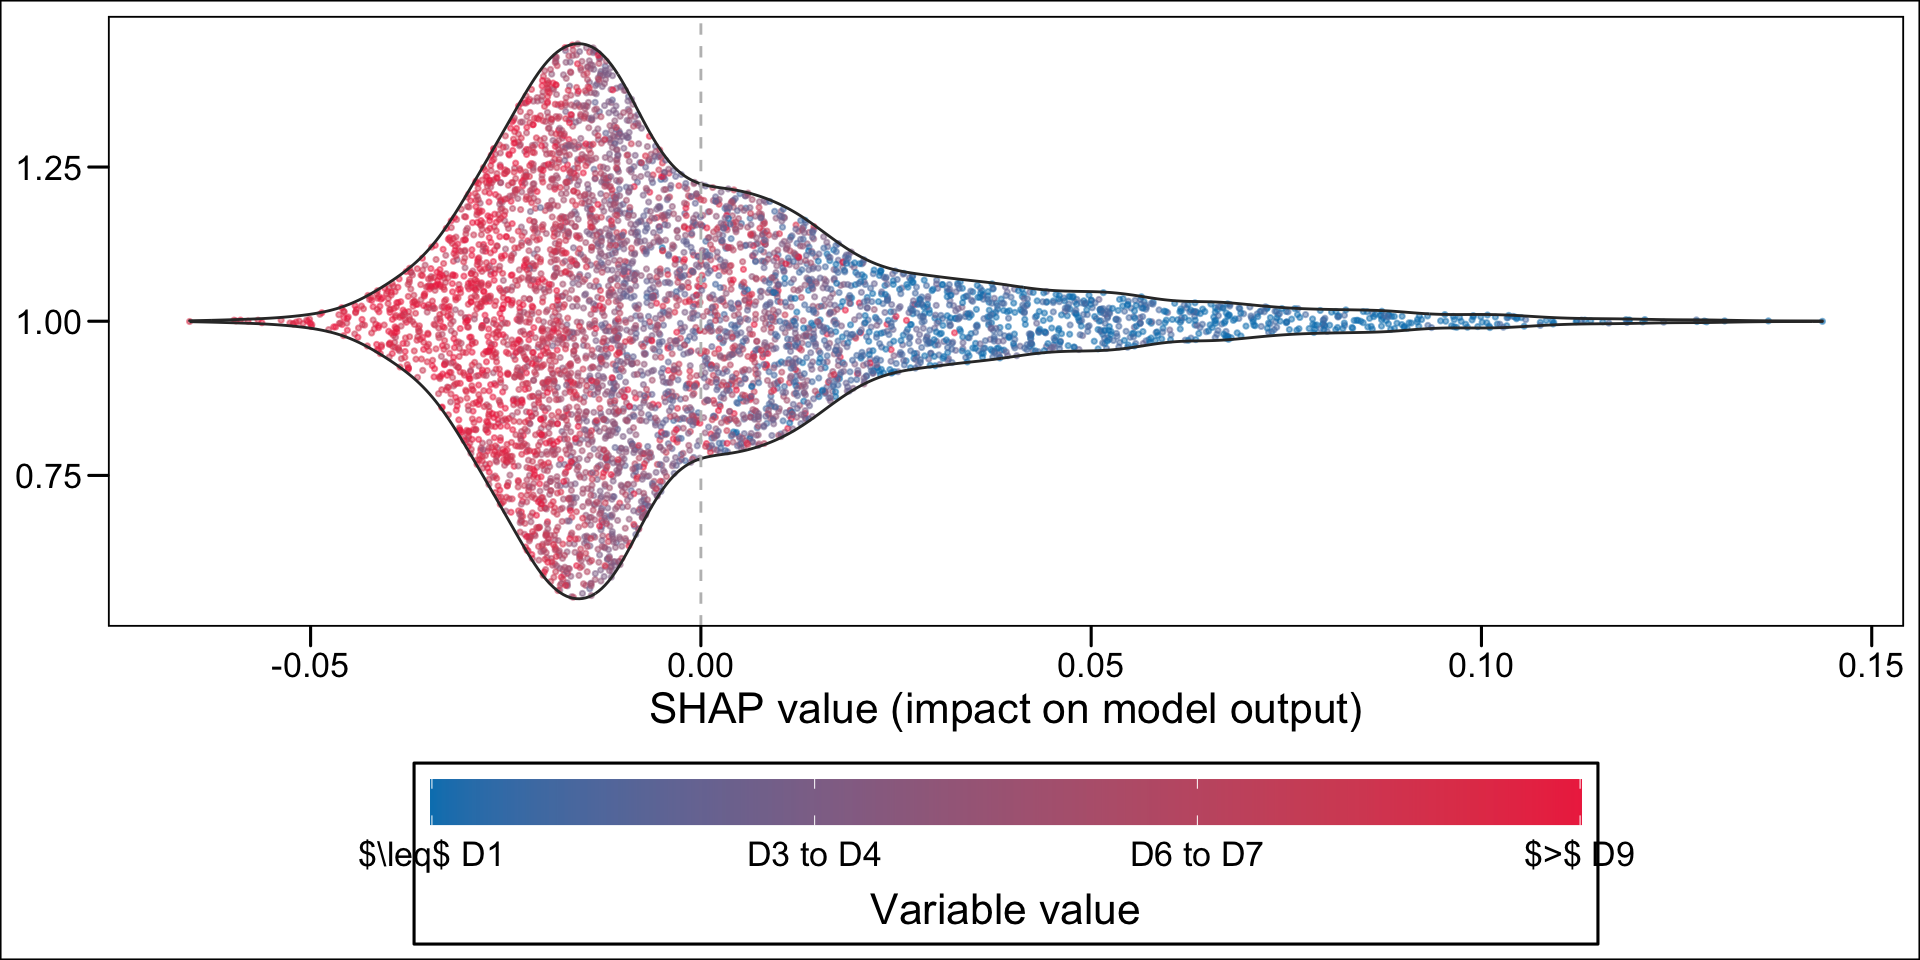 1.25
1.00
0.75
-0.05 0.00 0.05 0.10 0.15
SHAP value (impact on model output)
$\leq$ D1 D3 to D4 D6 to D7 $>$ D9
Variable value